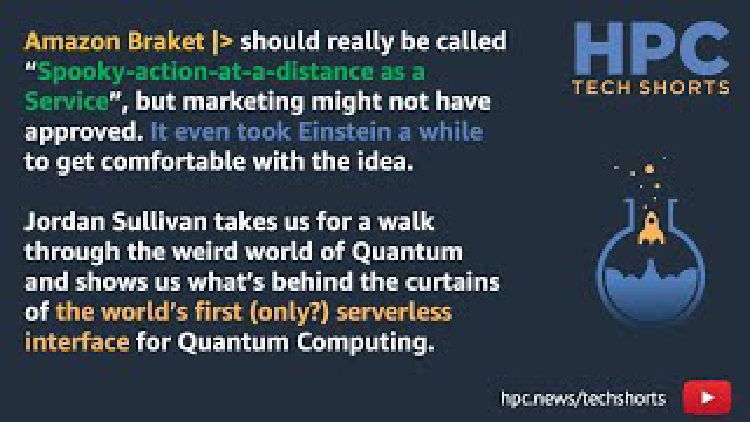 Amazon Braket |> should really be called
“Spooky-action-at-a-distance as a
Service”, but marketing might not have
approved. It even took Einstein a while
to get comfortable with the idea.
Jordan Sullivan takes us for a walk
through the weird world of Quantum
and shows us what’s behind the curtains
of the world’s first (only?) serverless
interface for Quantum Computing.
HPC
TECH SHORTS
hpc.news/techshorts